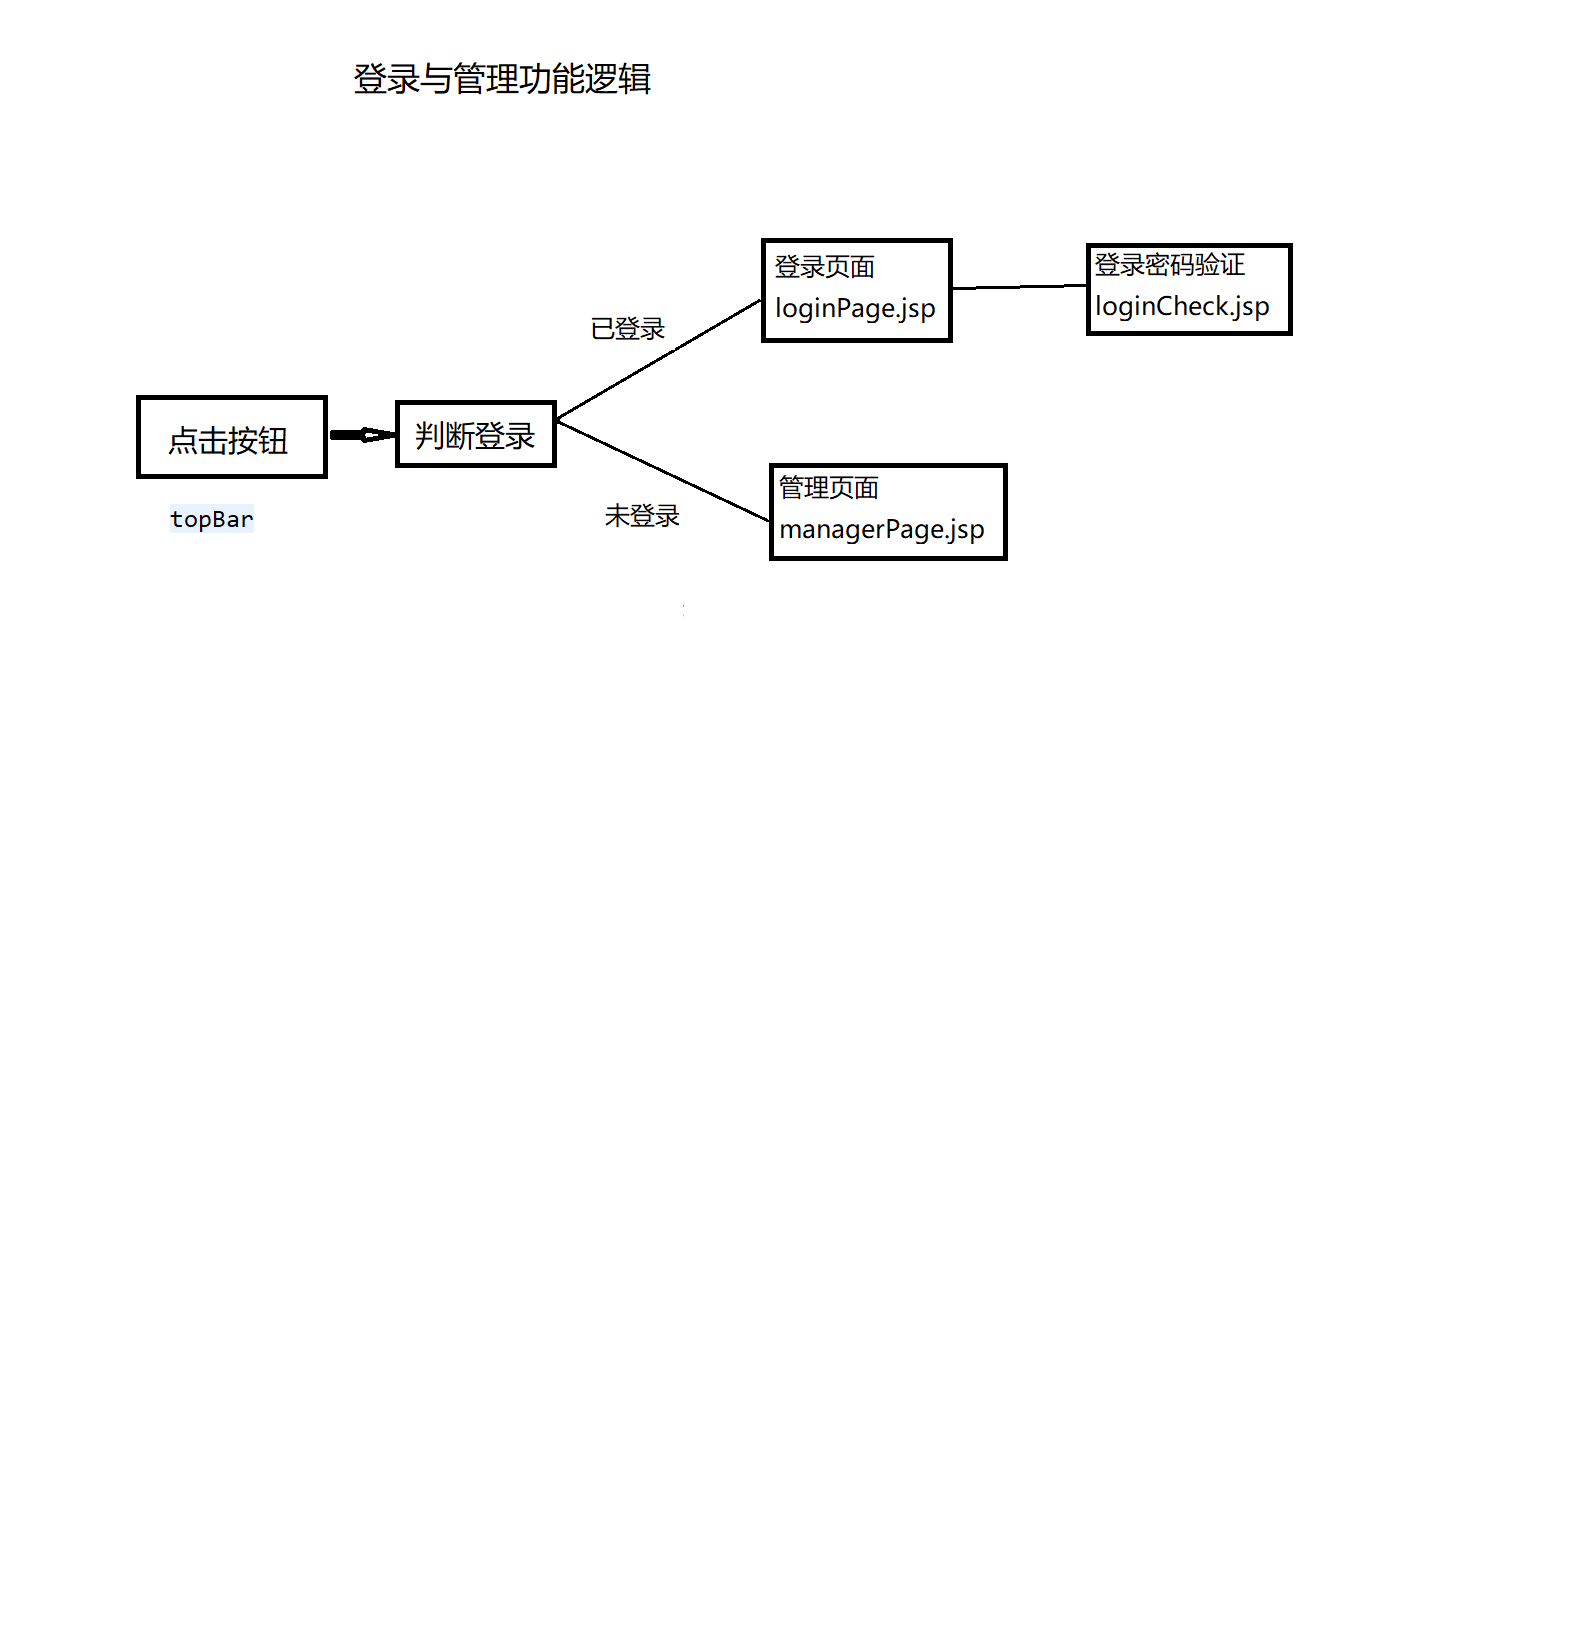 登录与管理功能逻辑
登录页面
loginPage.jsp
登录密码验证
loginCheck.jsp
已登录
点击按钮
判断登录
topBar
未登录
管理页面
managerPage.jsp